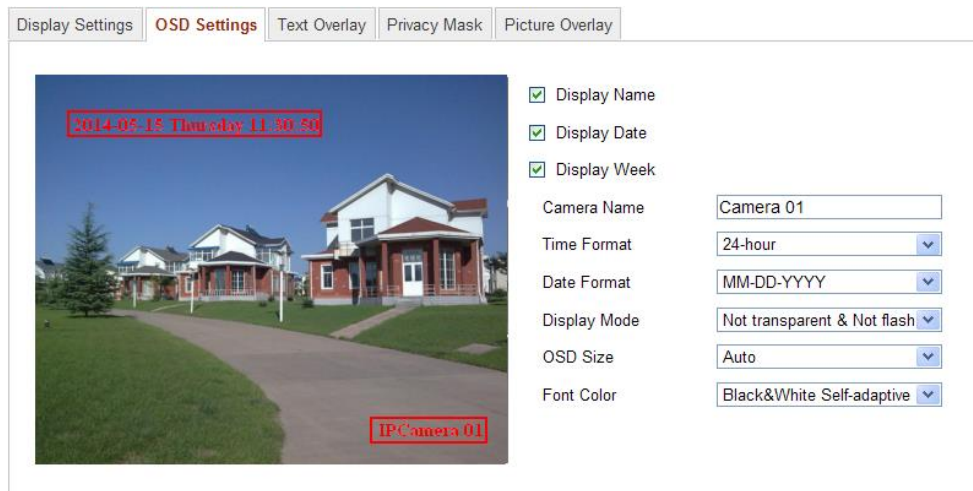 Display Settings OSD Settings Text Overlay Privacy Mask Picture Overlay
2014-05-15 Thursday 11:30:50
IPCamera 01
Display Name
Display Date
Display Week
Camera Name Camera 01
Time Format 24-hour
Date Format MM-DD-YYYY
Display Mode Not transparent & Not flash
OSD Size Auto
Font Color Black&White Self-adaptive